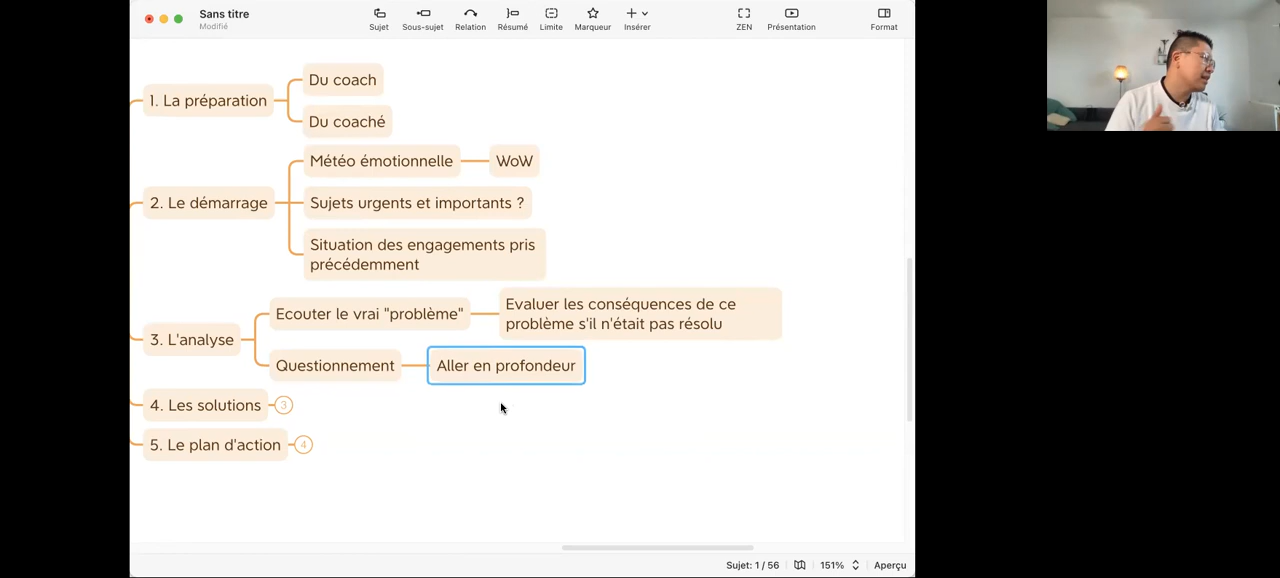 Sans titre
Modifié
Sujet
Sous-sujet
Relation
Résumé
Limite
Marqueur
Insérer
ZEN
Présentation
Format
1. La préparation
Du coach
Du coaché
2. Le démarrage
Météo émotionnelle
WoW
Sujets urgents et importants ?
Situation des engagements pris
précédemment
3. L'analyse
Ecouter le vrai "problème"
Evaluer les conséquences de ce
problème s'il n'était pas résolu
Questionnement
Aller en profondeur
4. Les solutions
3
5. Le plan d'action
4
Sujet: 1 / 56
151%
Aperçu